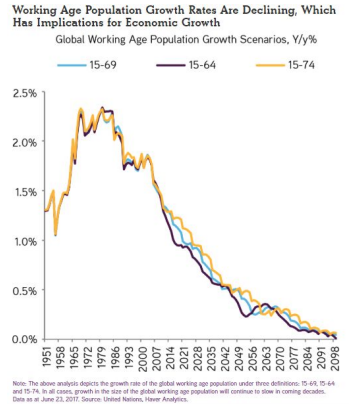 Working Age Population Growth Rates Are Declining, Which
Has Implications for Economic Growth
Global Working Age Population Growth Scenarios, Y/y%
15-69 15-64 15-74
2.5%
2.0%
1.5%
1.0%
0.5%
0.0%
1951 1958 1965 1972 1979 1986 1993 2000 2007 2014 2021 2028 2035 2042 2049 2056 2063 2070 2077 2084 2091 2098
Note: The above analysis depicts the growth rate of the global working age population under three definitions: 15-64, 15-69
and 15-74. In all cases, growth in the size of the global working age population will continue to slow in coming decades.
Data as at June 23, 2017. Source: United Nations, Haver Analytics.